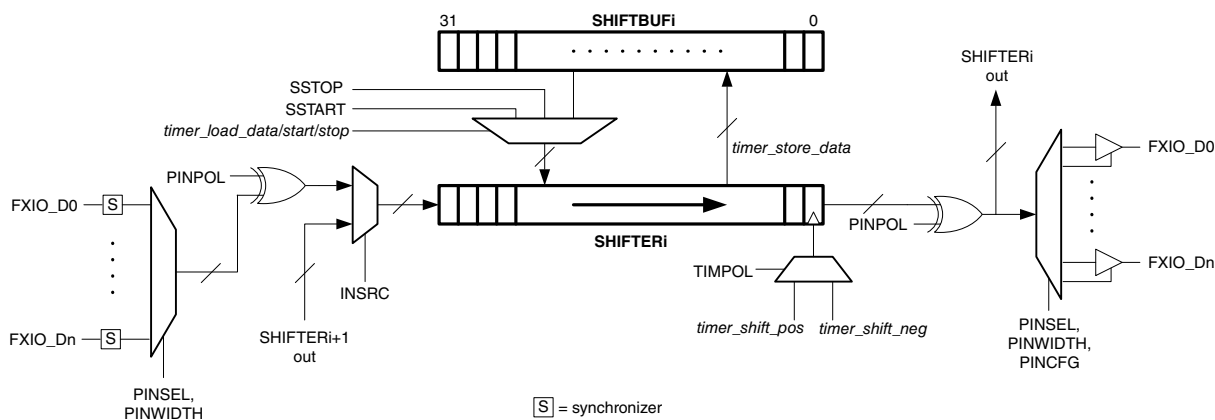 31
SHIFTBUFi
0
SSTOP
SSTART
timer_load_data/start/stop
timer_store_data
SHIFTERi
out
FXIO_D0
PINPOL
FXIO_D0
S
SHIFTERi
PINPOL
TIMPOL
INSRC
FXIO_Dn
timer_shift_pos
timer_shift_neg
FXIO_Dn
S
SHIFTERi+1
out
PINSEL,
PINWIDTH,
PINCFG
PINSEL,
PINWIDTH
S = synchronizer